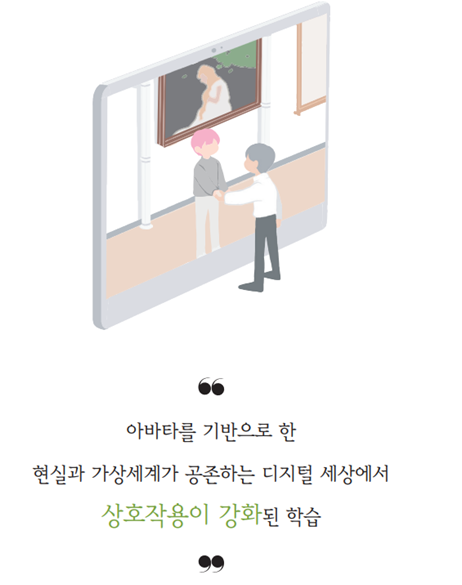 ❝
아바타를 기반으로 한
현실과 가상세계가 공존하는 디지털 세상에서
상호작용이 강화된 학습
❞